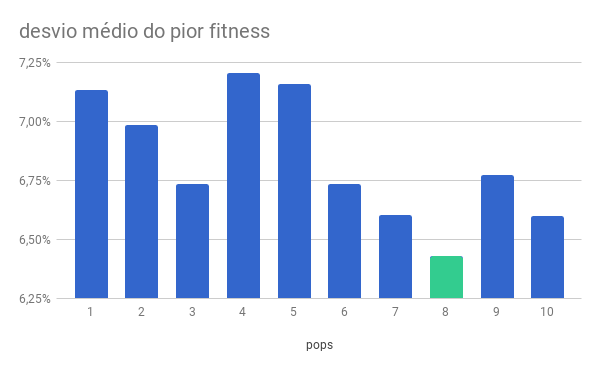 desvio médio do pior fitness
7,25%
7,00%
6,75%
6,50%
6,25%
1 2 3 4 5 6 7 8 9 10
pops